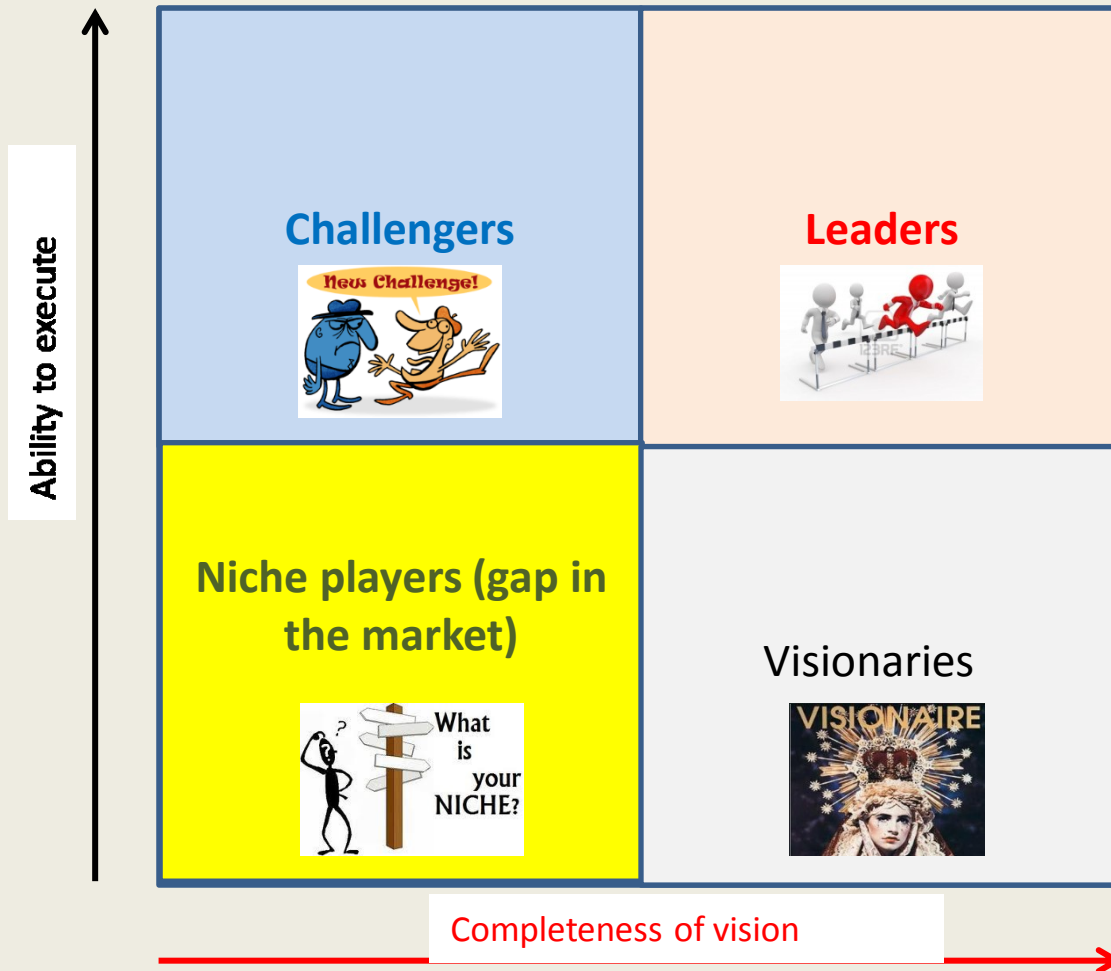 Ability to execute
Challengers
New Challenge!
Leaders
123RF
Niche players (gap in
the market)
What
is
your
NICHE?
Visionaries
VISIONAIRE
Completeness of vision